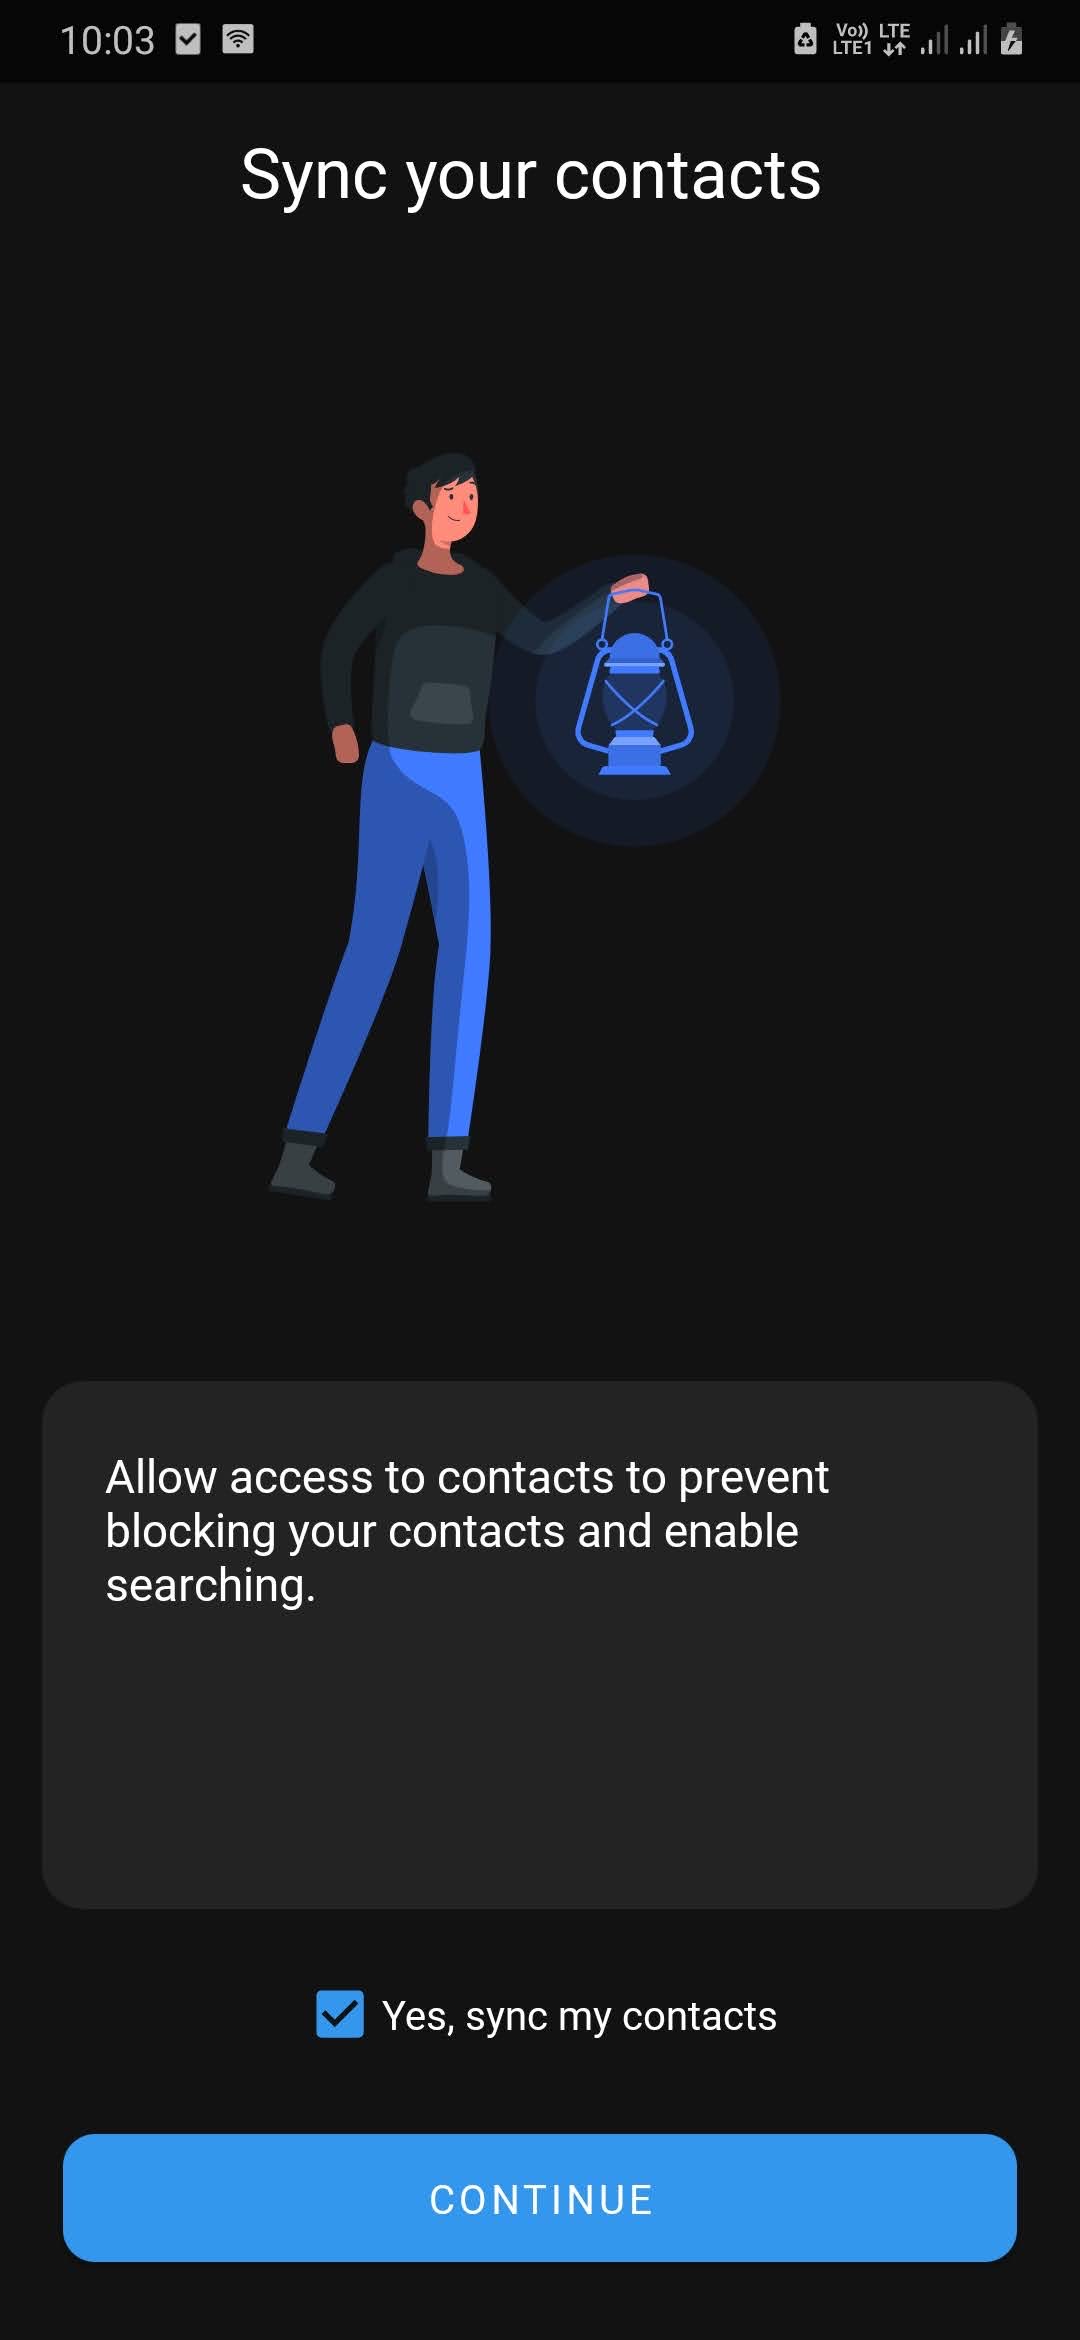 10:03
Vo)) LTE
LTE1
Sync your contacts
Allow access to contacts to prevent
blocking your contacts and enable
searching.
Yes, sync my contacts
CONTINUE